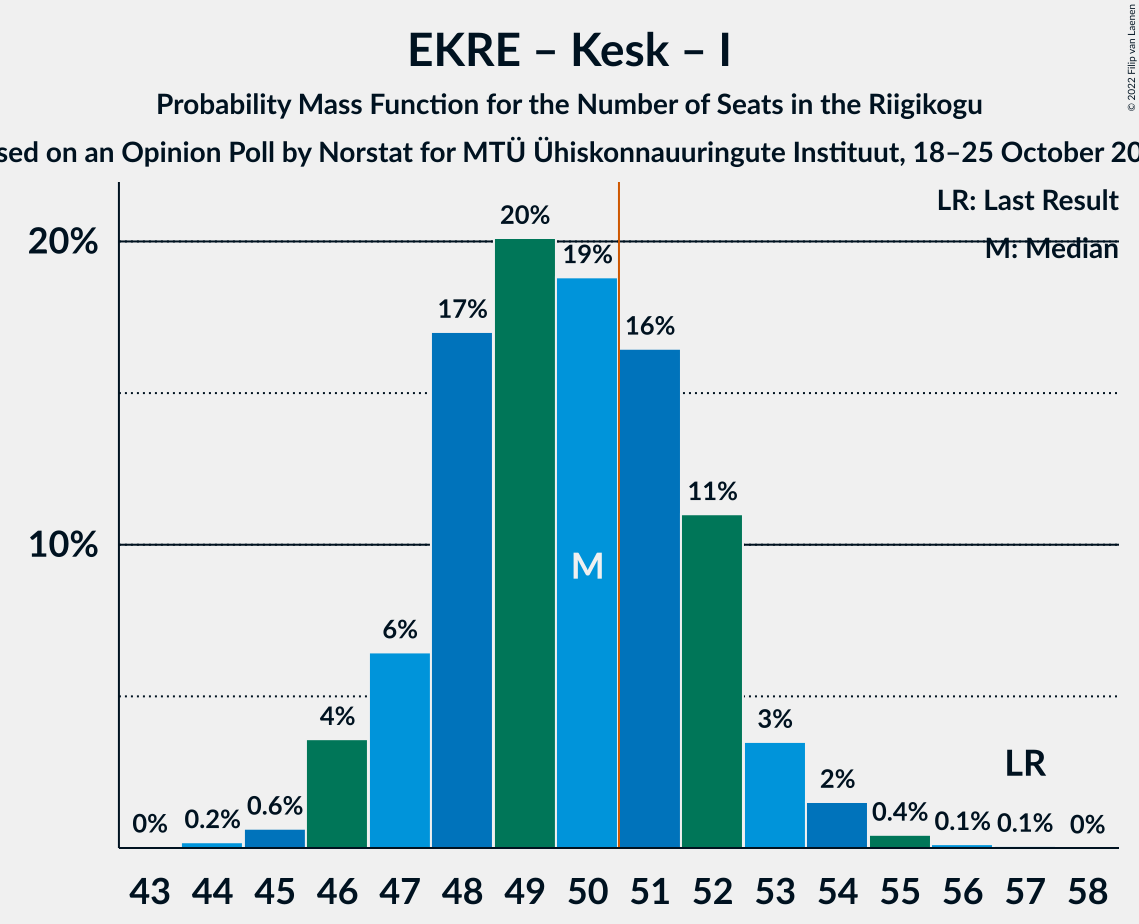 EKRE – Kesk – I
Probability Mass Function for the Number of Seats in the Riigikogu
sed on an Opinion Poll by Norstat for MTÜ Ühiskonnauuringute Instituut, 18–25 October 20
© 2022 Filip van Laenen
LR: Last Result
M: Median
20%
10%
0% 0.2% 0.6% 4% 6% 17% 20% 19% 16% 11% 3% 2% 0.4% 0.1% 0.1% 0%
M
LR
43 44 45 46 47 48 49 50 51 52 53 54 55 56 57 58